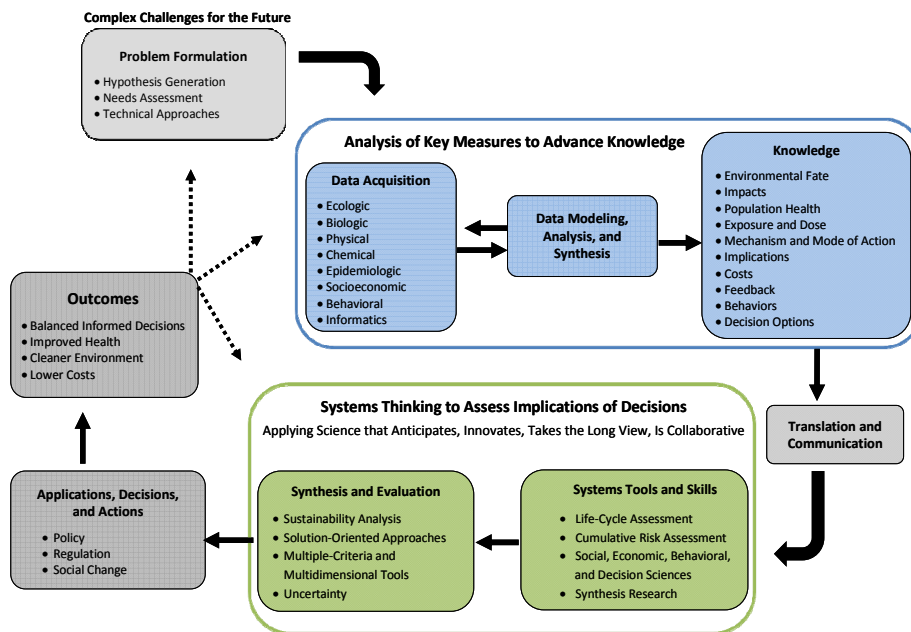 Complex Challenges for the Future
Problem Formulation
• Hypothesis Generation
• Needs Assessment
• Technical Approaches
Analysis of Key Measures to Advance Knowledge
Data Acquisition
• Ecologic
• Biologic
• Physical
• Chemical
• Epidemiologic
• Socioeconomic
• Behavioral
• Informatics
Data Modeling,
Analysis, and
Synthesis
Knowledge
• Environmental Fate
• Impacts
• Population Health
• Exposure and Dose
• Mechanism and Mode of Action
• Implications
• Costs
• Feedback
• Behaviors
• Decision Options
Translation and
Communication
Systems Thinking to Assess Implications of Decisions
Applying Science that Anticipates, Innovates, Takes the Long View, Is Collaborative
Systems Tools and Skills
• Life-Cycle Assessment
• Cumulative Risk Assessment
• Social, Economic, Behavioral,
and Decision Sciences
• Synthesis Research
Synthesis and Evaluation
• Sustainability Analysis
• Solution-Oriented Approaches
• Multiple-Criteria and
Multidimensional Tools
• Uncertainty
Applications, Decisions,
and Actions
• Policy
• Regulation
• Social Change
Outcomes
• Balanced Informed Decisions
• Improved Health
• Cleaner Environment
• Lower Costs